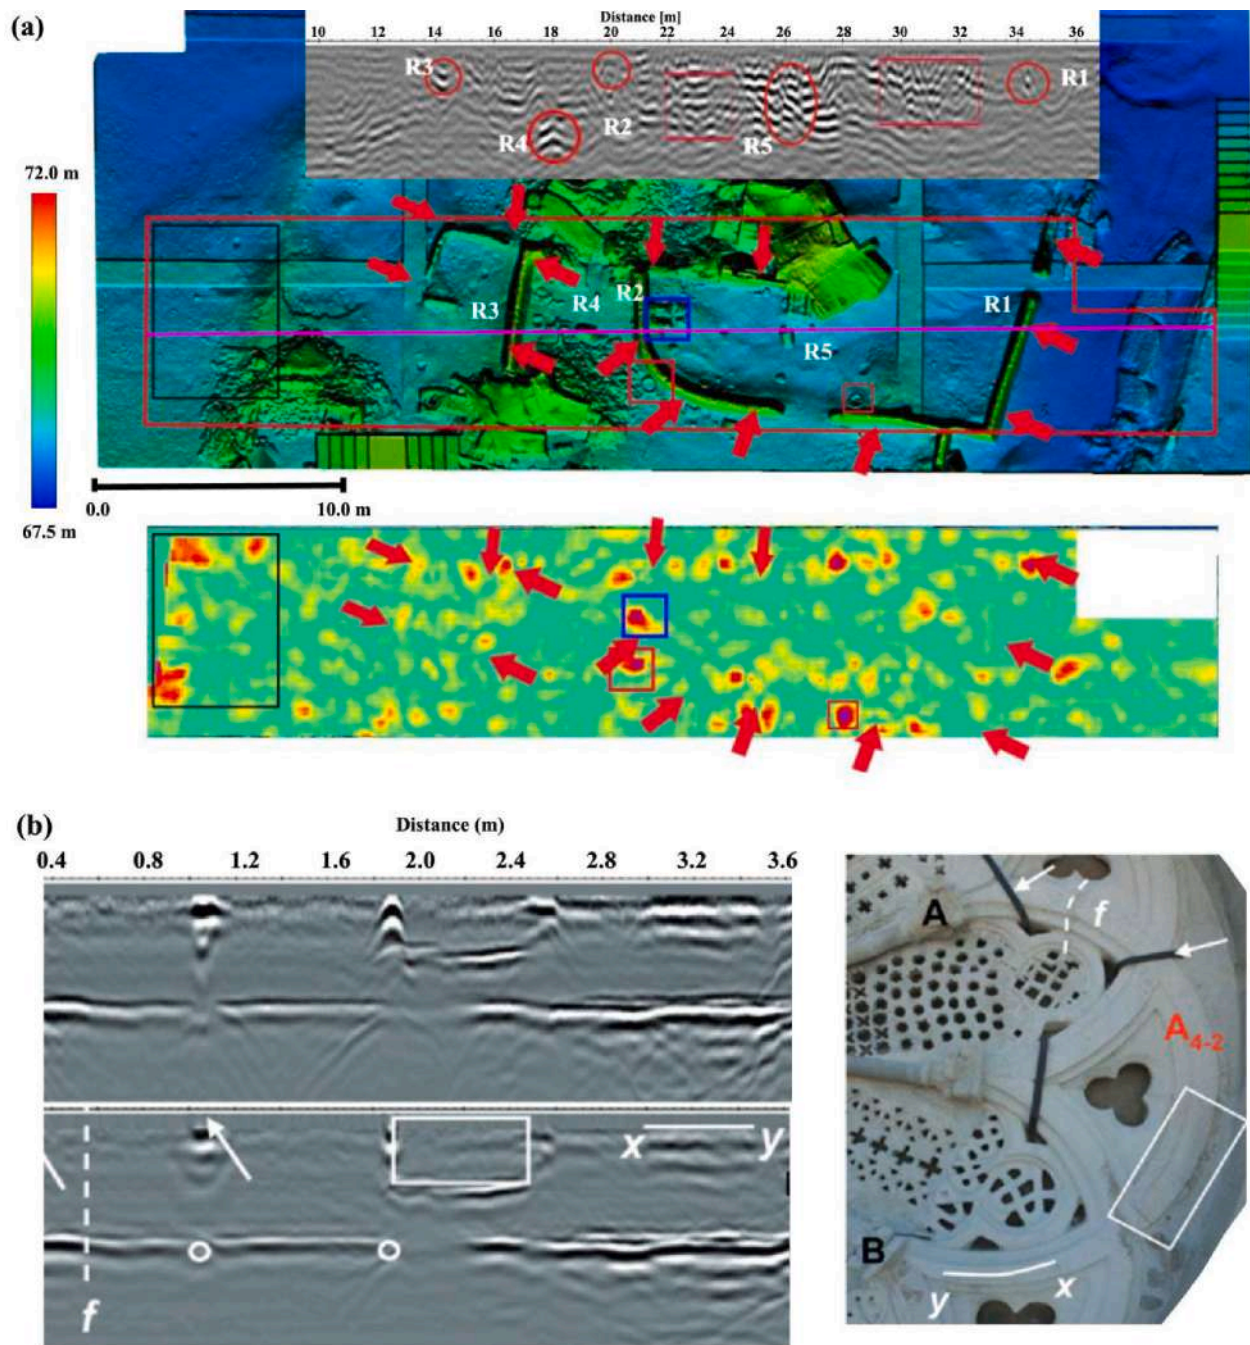 (a)
Distance [m]
10 12 14 16 18 20 22 24 26 28 30 32 34 36
R3
R1
R2
R4
R5
72.0 m
R3
R4
R2
R1
R5
0.0 10.0 m
67.5 m
(b)
Distance (m)
0.4 0.8 1.2 1.6 2.0 2.4 2.8 3.2 3.6
A
f
A4-2
x y
B
x
y
f